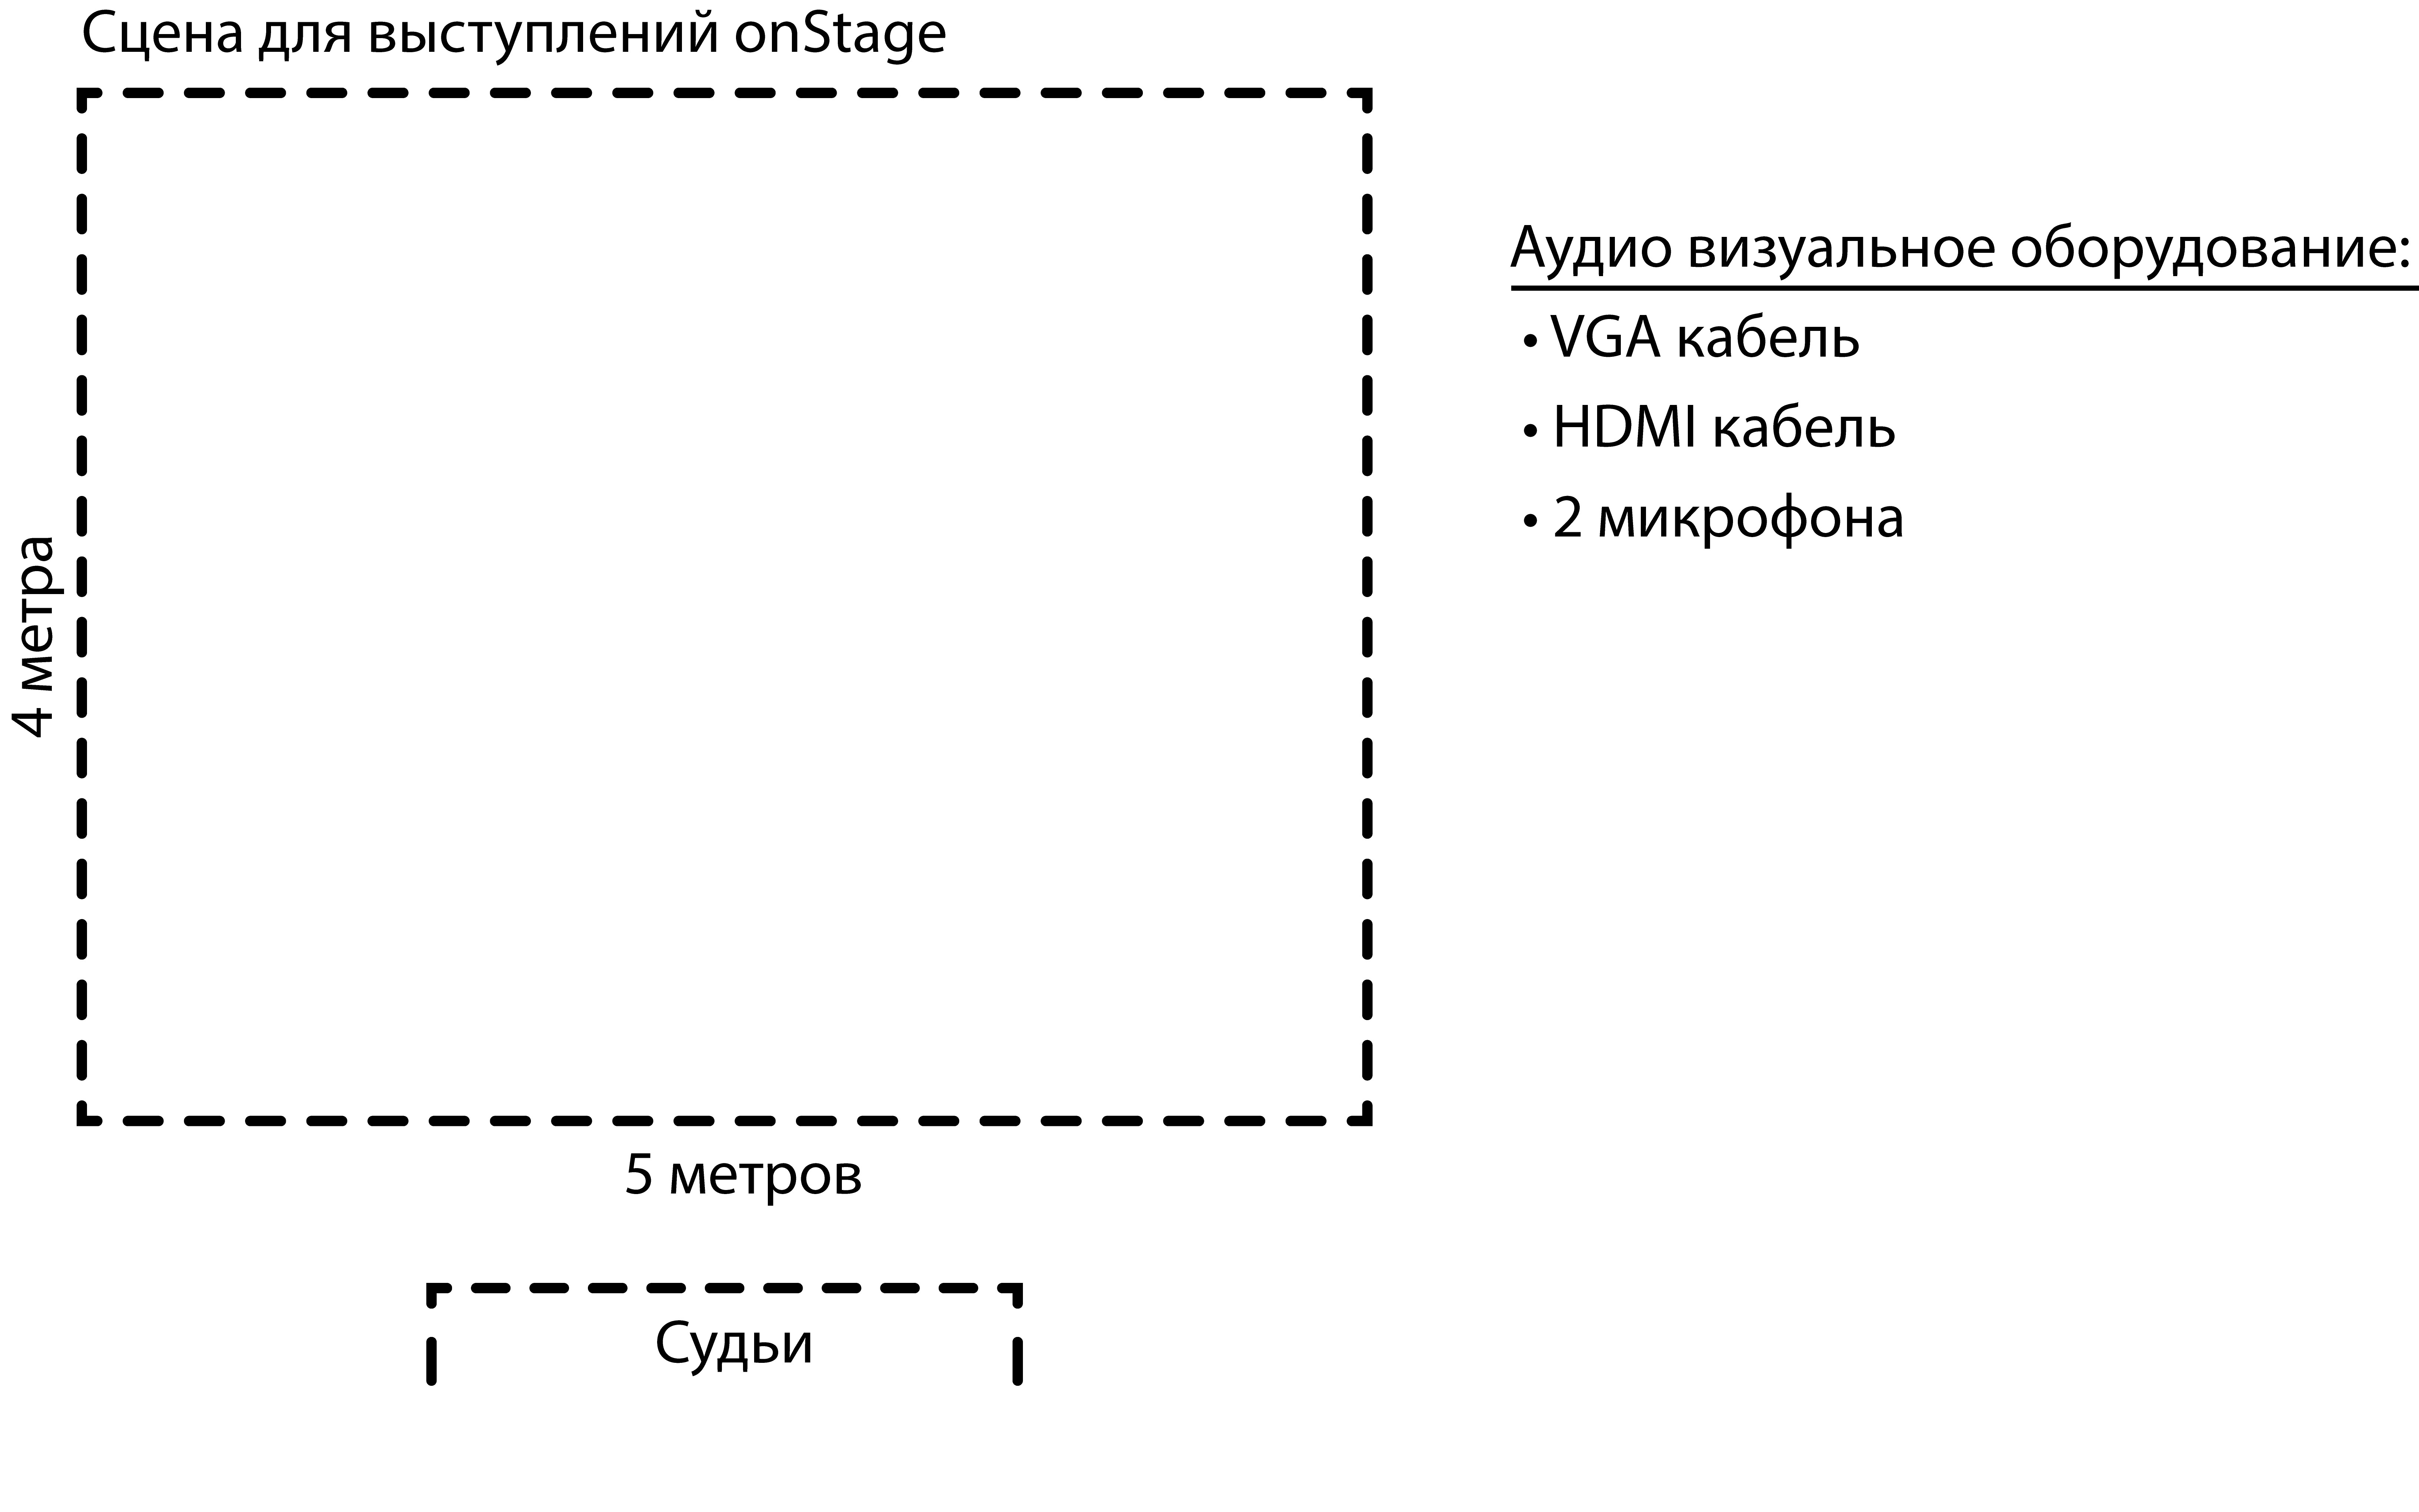 Сцена для выступлений onStage
Аудио визуальное оборудование:
• VGA кабель
• HDMI кабель
• 2 микрофона
4 метра
5 метров
Судьи